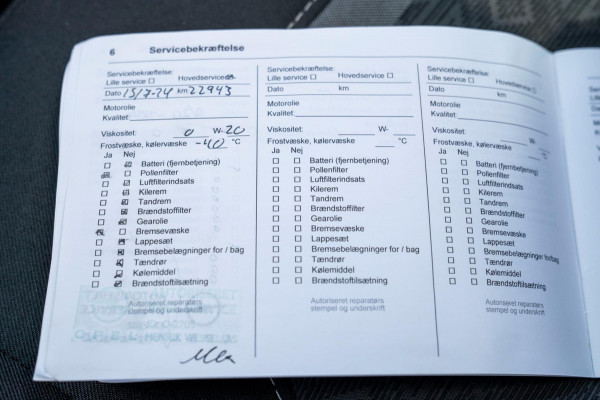 6 Servicebekræftelse
Servicebekræftelse:
Lille service Hovedservice
Dato 15/7-24 km 22943
Motorolie
Kvalitet:
Viskositet: 0 W-20
Frostvæske, kølervæske -40 °C
Ja Nej
Batteri (fjernbetjening)
Pollenfilter
Luftfilterindsats
Kilerem
Tandrem
Brændstoffilter
Gearolie
Bremsevæske
Lappesæt
Bremsebelægninger for / bag
Tændrør
Kølemiddel
Brændstoftilsætning
Autoriseret reparatørs
stempel og underskrift
Servicebekræftelse:
Lille service Hovedservice
Dato km
Motorolie
Kvalitet:
Viskositet: W-
Frostvæske, kølervæske °C
Ja Nej
Batteri (fjernbetjening)
Pollenfilter
Luftfilterindsats
Kilerem
Tandrem
Brændstoffilter
Gearolie
Bremsevæske
Lappesæt
Bremsebelægninger for / bag
Tændrør
Kølemiddel
Brændstoftilsætning
Autoriseret reparatørs
stempel og underskrift
Servicebekræftelse:
Lille service Hovedservice
Dato km
Motorolie
Kvalitet:
Viskositet: W-
Frostvæske, kølervæske °C
Ja Nej
Batteri (fjernbetjening)
Pollenfilter
Luftfilterindsats
Kilerem
Tandrem
Brændstoffilter
Gearolie
Bremsevæske
Lappesæt
Bremsebelægninger for/bag
Tændrør
Kølemiddel
Brændstoftilsætning
Autoriseret reparatørs
stempel og underskrift